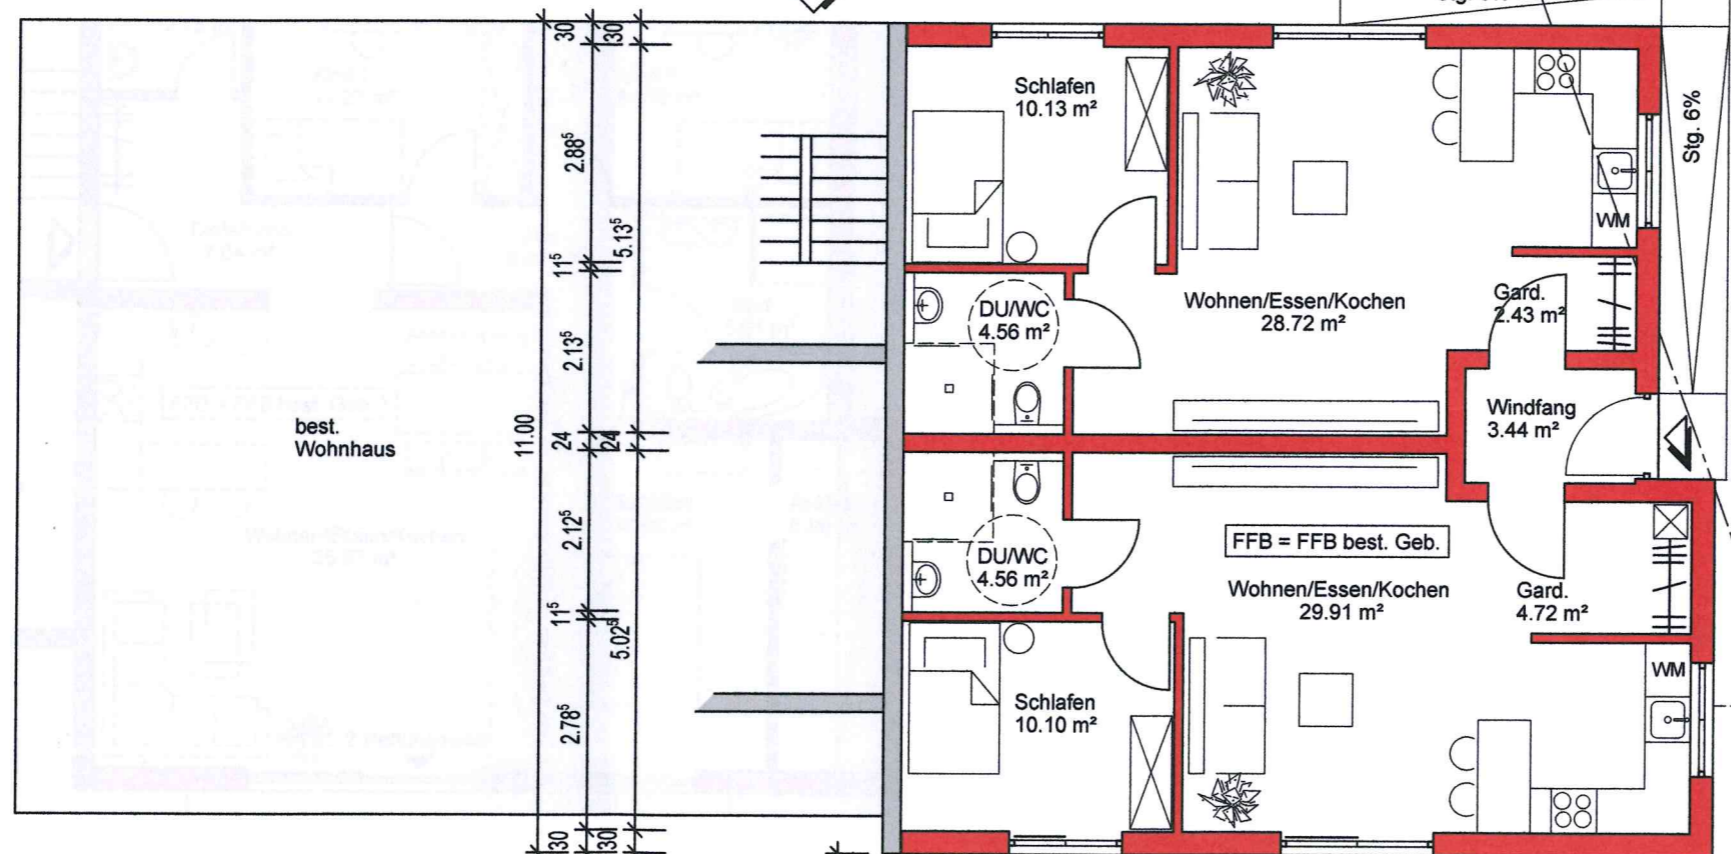 Schlafen
10.13 m²
Stg. 6%
WM
Gard.
2.43 m²
Wohnen/Essen/Kochen
28.72 m²
DU/WC
4.56 m²
Windfang
3.44 m²
best.
Wohnhaus
FFB = FFB best. Geb.
DU/WC
4.56 m²
Wohnen/Essen/Kochen
29.91 m²
Gard.
4.72 m²
WM
Schlafen
10.10 m²
11.00
30
2.88⁵
11⁵
2.13⁵
24
2.12⁵
11⁵
2.78⁵
30
30
5.13⁵
24
5.02⁵
30